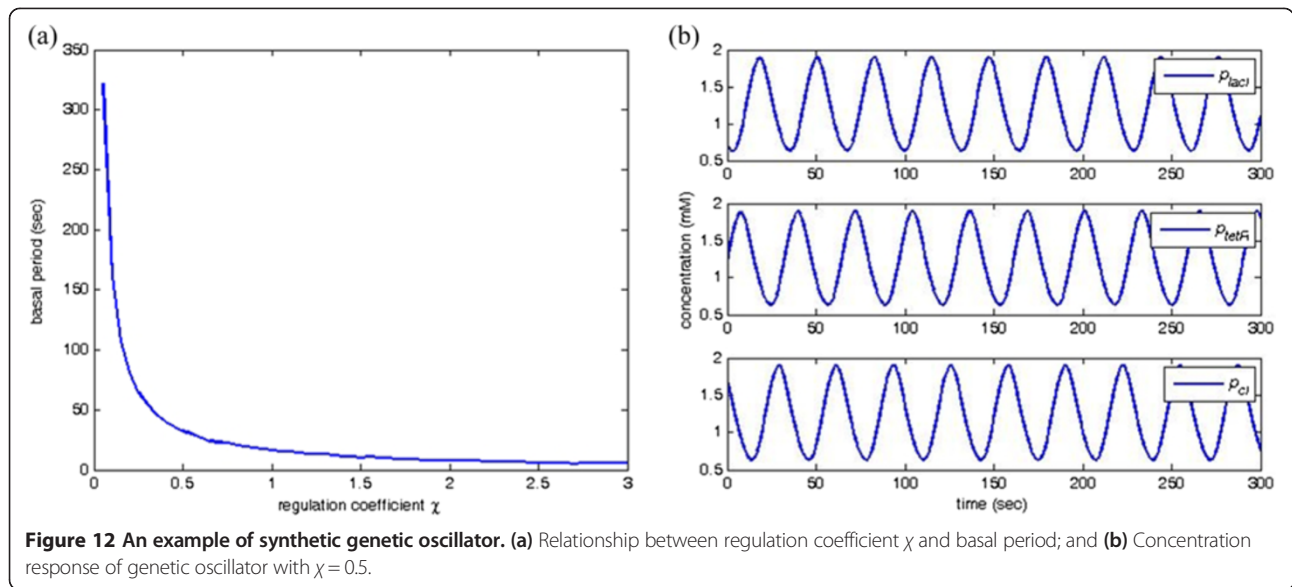 (a)
350
300
250
200
150
100
50
0
basal period (sec)
0 0.5 1 1.5 2 2.5 3
regulation coefficient χ
(b)
2
1.5
1
0.5
0 50 100 150 200 250 300
p_lacI
2
1.5
1
0.5
0 50 100 150 200 250 300
p_tetR
concentration (mM)
2
1.5
1
0.5
0 50 100 150 200 250 300
p_cI
time (sec)
Figure 12 An example of synthetic genetic oscillator. (a) Relationship between regulation coefficient χ and basal period; and (b) Concentration
response of genetic oscillator with χ = 0.5.